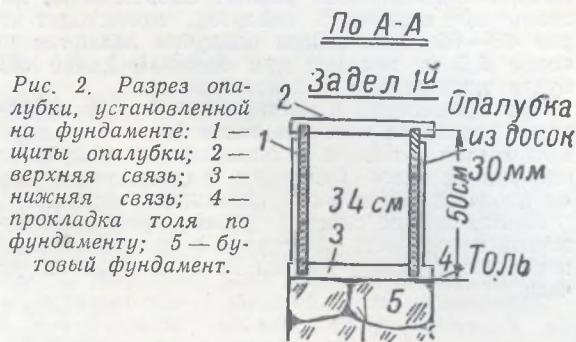 По А-А
Рис. 2. Разрез опа-
лубки, установленной
на фундаменте: 1 —
щиты опалубки; 2 —
верхняя связь; 3 —
нижняя связь; 4 —
прокладка толя по
фундаменту; 5 — бу-
товый фундамент.
Задел 1й
2
1
Опалубка
из досок
30мм
50см
34 см
3
4
Толь
5